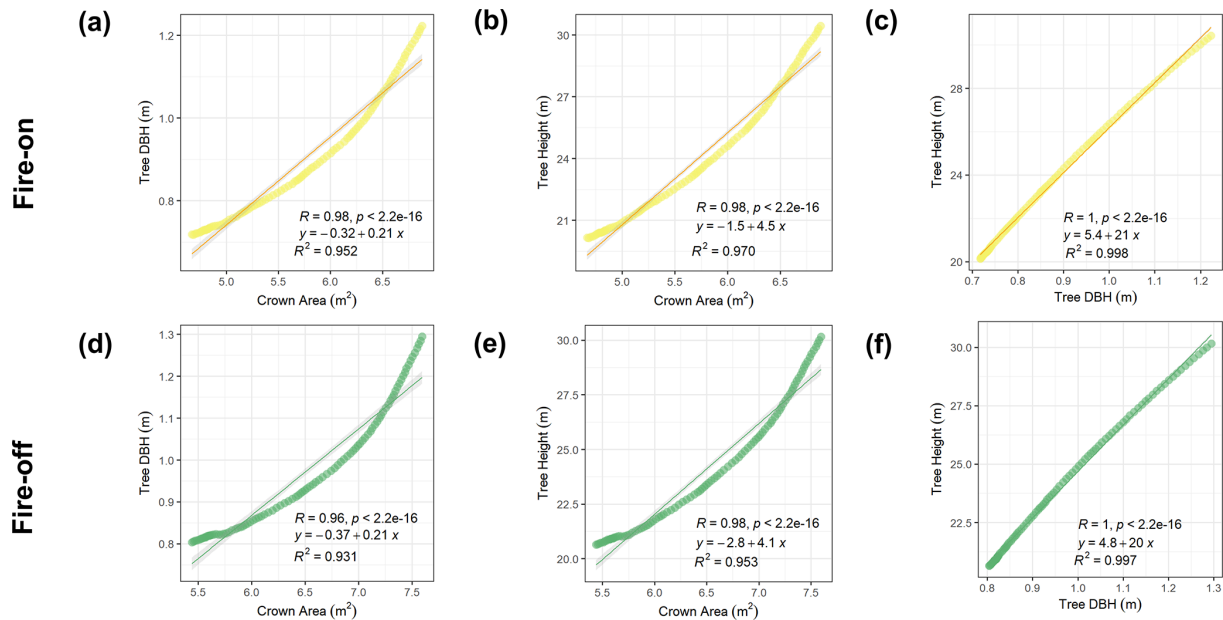 Fire-on
(a)
1.2
1.0
0.8
Tree DBH (m)
5.0 5.5 6.0 6.5
Crown Area (m²)
R = 0.98, p < 2.2e-16
y = −0.32 + 0.21 x
R² = 0.952
(b)
30
27
24
21
Tree Height (m)
5.0 5.5 6.0 6.5
Crown Area (m²)
R = 0.98, p < 2.2e-16
y = −1.5 + 4.5 x
R² = 0.970
(c)
28
24
20
Tree Height (m)
0.7 0.8 0.9 1.0 1.1 1.2
Tree DBH (m)
R = 1, p < 2.2e-16
y = 5.4 + 21 x
R² = 0.998
Fire-off
(d)
1.3
1.2
1.1
1.0
0.9
0.8
Tree DBH (m)
5.5 6.0 6.5 7.0 7.5
Crown Area (m²)
R = 0.96, p < 2.2e-16
y = −0.37 + 0.21 x
R² = 0.931
(e)
30.0
27.5
25.0
22.5
20.0
Tree Height (m)
5.5 6.0 6.5 7.0 7.5
Crown Area (m²)
R = 0.98, p < 2.2e-16
y = −2.8 + 4.1 x
R² = 0.953
(f)
30.0
27.5
25.0
22.5
Tree Height (m)
0.8 0.9 1.0 1.1 1.2 1.3
Tree DBH (m)
R = 1, p < 2.2e-16
y = 4.8 + 20 x
R² = 0.997